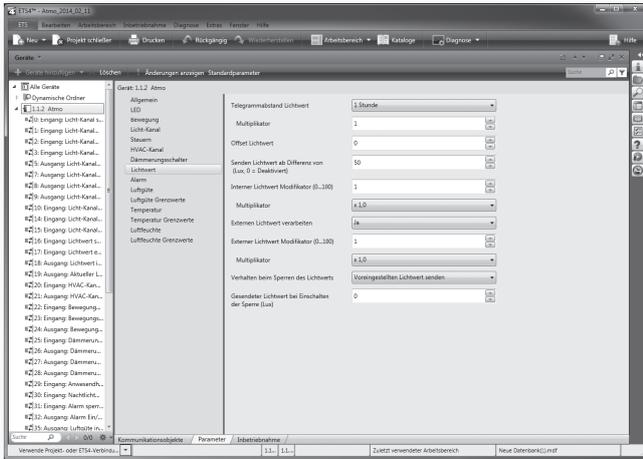 ETS4™ - Atmo_2014_02_11
ETS Bearbeiten Arbeitsbereich Inbetriebnahme Diagnose Extras Fenster Hilfe
Neu Projekt schließen Drucken Rückgängig Wiederherstellen Arbeitsbereich Kataloge Diagnose Hilfe
Geräte
Geräte hinzufügen Löschen Änderungen anzeigen Standardparameter Suche
Alle Geräte
Dynamische Ordner
1.1.2 Atmo
0: Eingang: Licht-Kanal s...
1: Eingang: Licht-Kanal...
2: Eingang: Licht-Kanal...
3: Eingang: Licht-Kanal...
5: Ausgang: Licht-Kanal...
7: Ausgang: Licht-Kanal...
8: Ausgang: Licht-Kanal...
9: Ausgang: Licht-Kanal...
10: Eingang: Licht-Kanal...
14: Eingang: Licht-Kanal...
15: Eingang: Licht-Kanal...
16: Eingang: Lichtwert s...
17: Eingang: Lichtwert e...
18: Ausgang: Lichtwert i...
19: Ausgang: Aktueller L...
20: Eingang: HVAC-Kan...
21: Ausgang: HVAC-Kan...
22: Eingang: Bewegung...
23: Eingang: Bewegungs...
24: Ausgang: Bewegung...
25: Eingang: Dämmerun...
26: Ausgang: Dämmeru...
27: Ausgang: Dämmeru...
28: Ausgang: Dämmeru...
29: Eingang: Anwesendh...
30: Eingang: Nachtlicht...
31: Eingang: Alarm sperr...
32: Ausgang: Alarm Ein/...
35: Ausgang: Luftgüte in...
Suche 0/0
Gerät: 1.1.2 Atmo
Allgemein
LED
Bewegung
Licht-Kanal
Steuern
HVAC-Kanal
Dämmerungsschalter
Lichtwert
Alarm
Luftgüte
Luftgüte Grenzwerte
Temperatur
Temperatur Grenzwerte
Luftfeuchte
Luftfeuchte Grenzwerte
Telegrammabstand Lichtwert 1 Stunde
Multiplikator 1
Offset Lichtwert 0
Senden Lichtwert ab Differenz von 50
(Lux, 0 = Deaktiviert)
Interner Lichtwert Modifikator (0...100) 1
Multiplikator x 1,0
Externen Lichtwert verarbeiten Ja
Externer Lichtwert Modifikator (0...100) 1
Multiplikator x 1,0
Verhalten beim Sperren des Lichtwerts Voreingestellten Lichtwert senden
Gesendeter Lichtwert bei Einschalten 0
der Sperre (Lux)
Kommunikationsobjekte Parameter Inbetriebnahme
Verwende Projekt- oder ETS4-Verbindu... 1.1... 1.1... Zuletzt verwendeter Arbeitsbereich Neue Datenbank(1).mdf